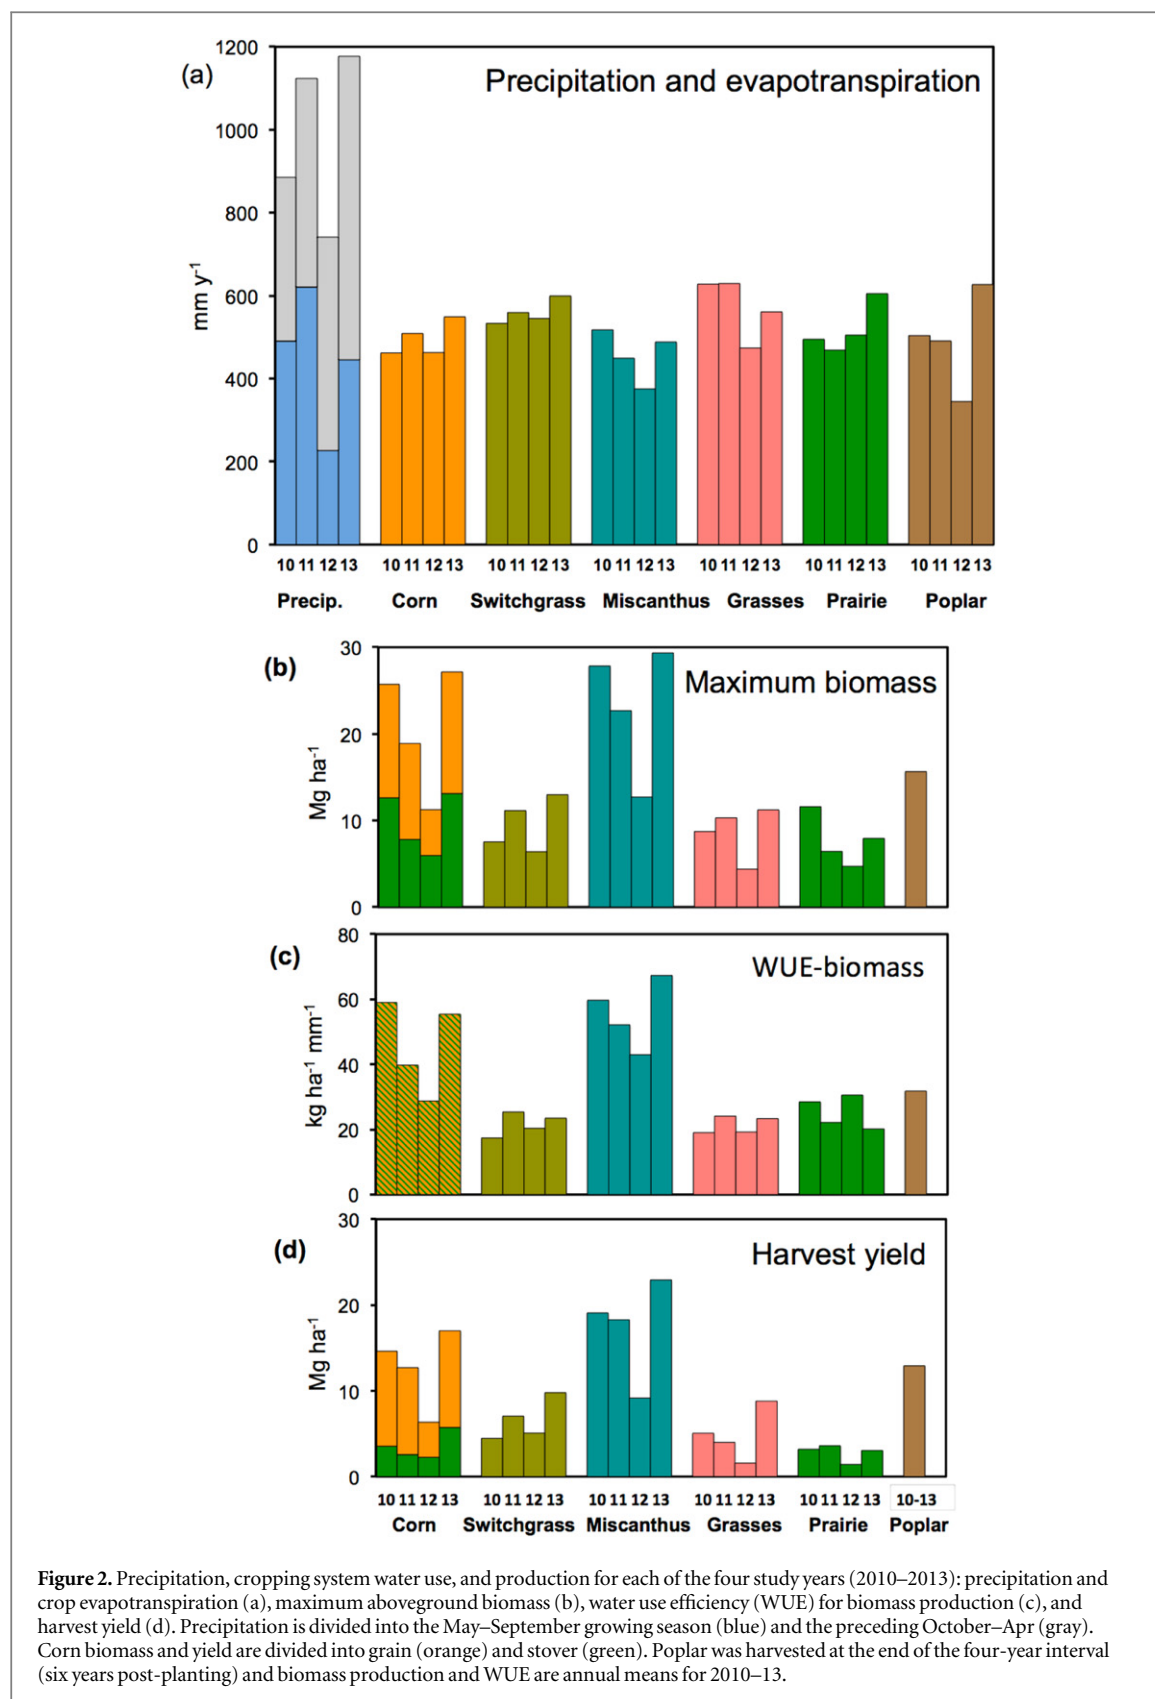 (a)
Precipitation and evapotranspiration
1200
1000
800
600
400
200
0
mm y-1
10 11 12 13 10 11 12 13 10 11 12 13 10 11 12 13 10 11 12 13 10 11 12 13 10 11 12 13
Precip. Corn Switchgrass Miscanthus Grasses Prairie Poplar
(b)
Maximum biomass
30
20
10
0
Mg ha-1
(c)
WUE-biomass
80
60
40
20
0
kg ha-1 mm-1
(d)
Harvest yield
30
20
10
0
Mg ha-1
10 11 12 13 10 11 12 13 10 11 12 13 10 11 12 13 10 11 12 13 10-13
Corn Switchgrass Miscanthus Grasses Prairie Poplar
Figure 2. Precipitation, cropping system water use, and production for each of the four study years (2010–2013): precipitation and
crop evapotranspiration (a), maximum aboveground biomass (b), water use efficiency (WUE) for biomass production (c), and
harvest yield (d). Precipitation is divided into the May–September growing season (blue) and the preceding October–Apr (gray).
Corn biomass and yield are divided into grain (orange) and stover (green). Poplar was harvested at the end of the four-year interval
(six years post-planting) and biomass production and WUE are annual means for 2010–13.